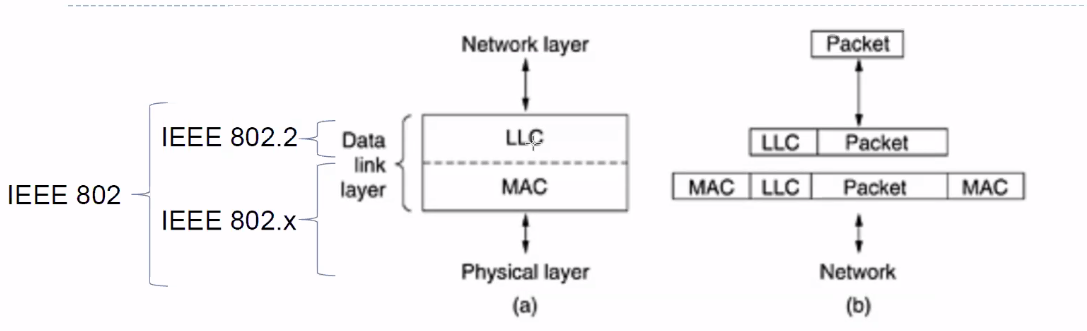 Network layer
Packet
IEEE 802.2
Data
link
layer
LLC
LLC Packet
IEEE 802
MAC
MAC LLC Packet MAC
IEEE 802.x
Physical layer
Network
(a)
(b)